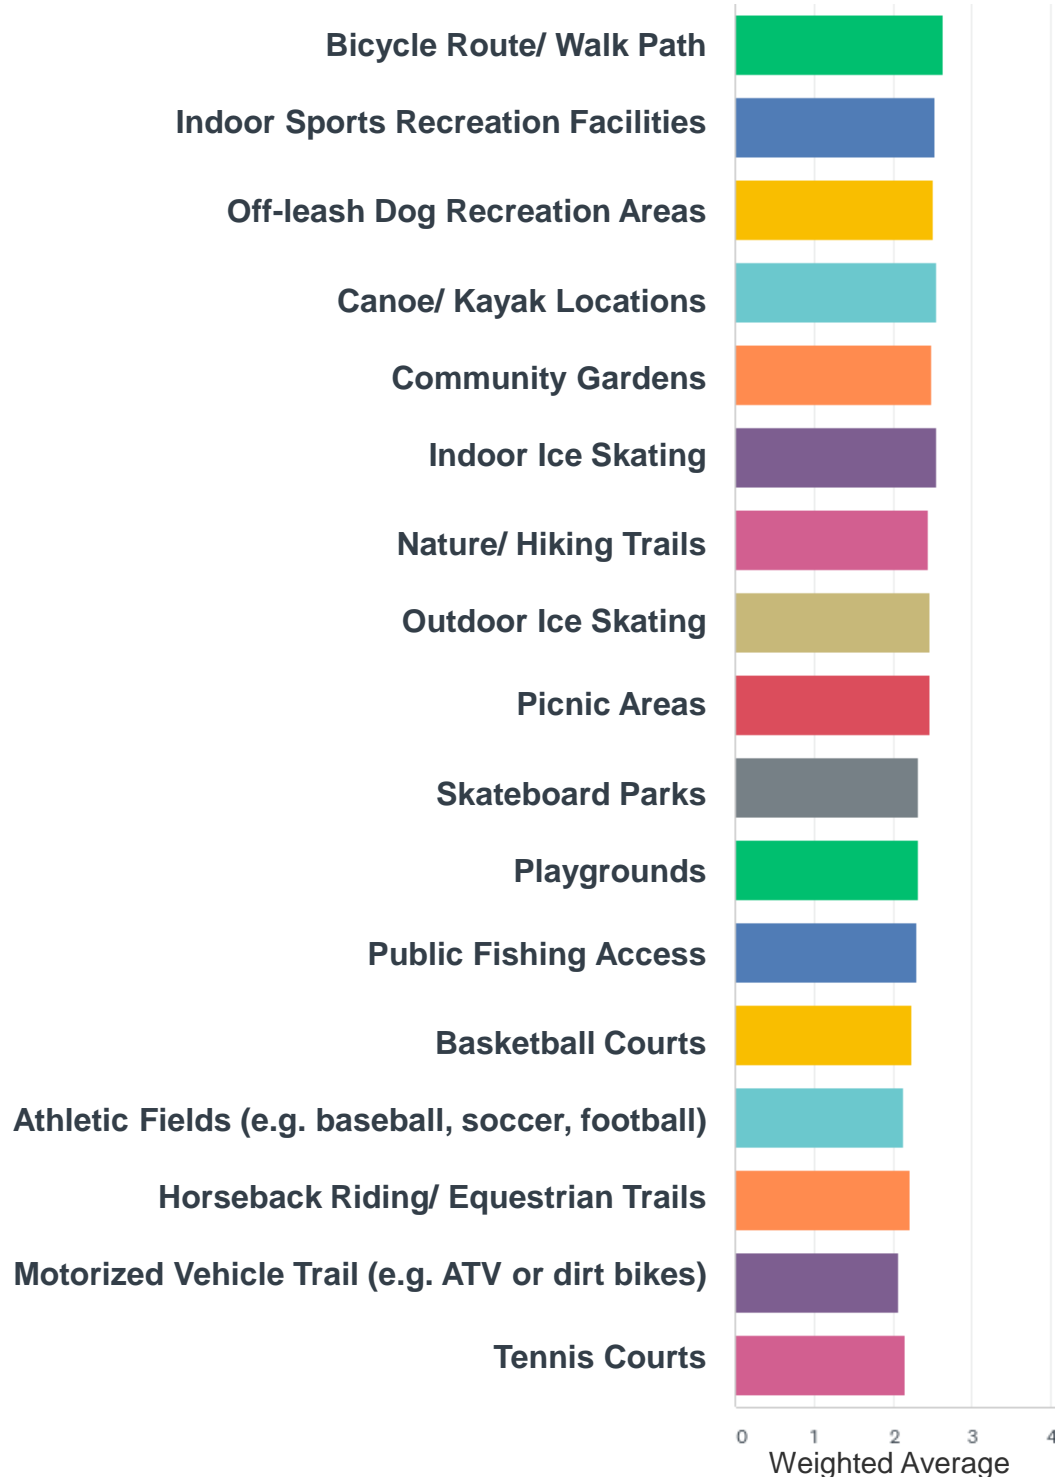 Bicycle Route/ Walk Path
Indoor Sports Recreation Facilities
Off-leash Dog Recreation Areas
Canoe/ Kayak Locations
Community Gardens
Indoor Ice Skating
Nature/ Hiking Trails
Outdoor Ice Skating
Picnic Areas
Skateboard Parks
Playgrounds
Public Fishing Access
Basketball Courts
Athletic Fields (e.g. baseball, soccer, football)
Horseback Riding/ Equestrian Trails
Motorized Vehicle Trail (e.g. ATV or dirt bikes)
Tennis Courts
0 1 2 3 4
Weighted Average